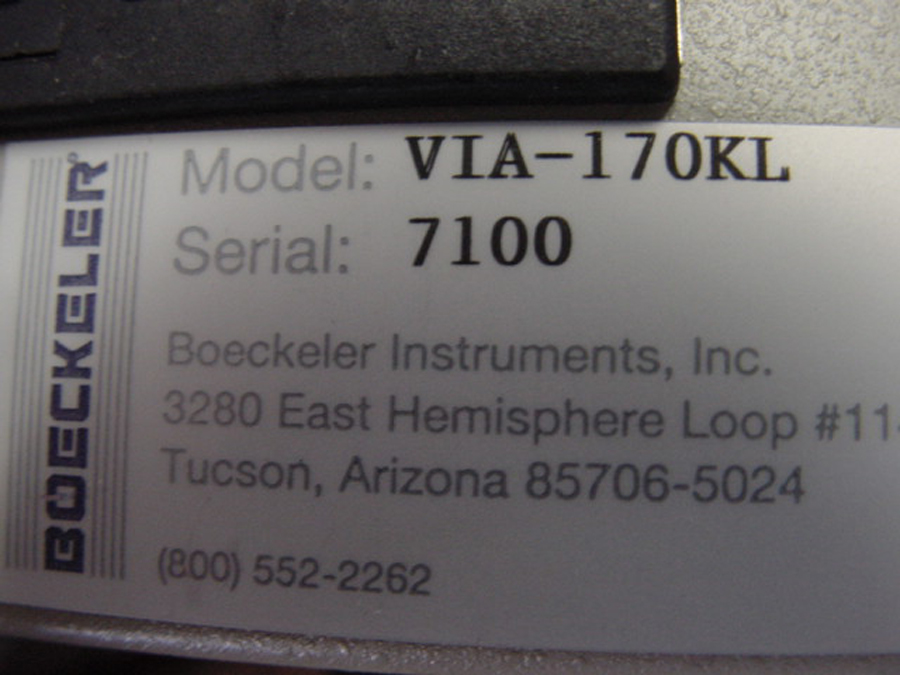 BOECKELER®
Model: VIA-170KL
Serial: 7100
Boeckeler Instruments, Inc.
3280 East Hemisphere Loop
Tucson, Arizona 85706-5024
(800) 552-2262